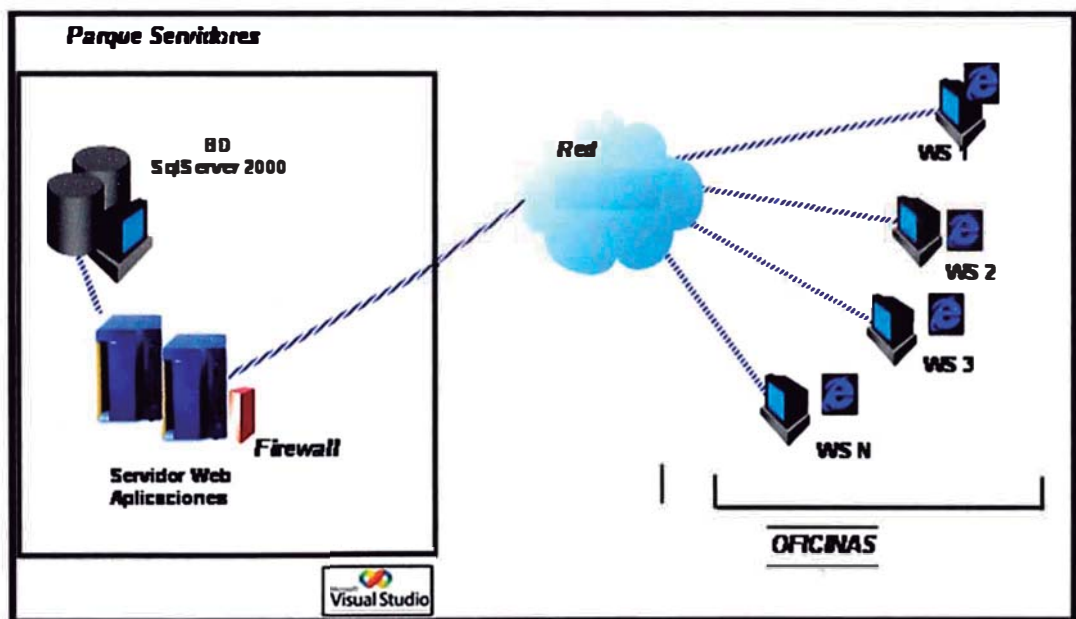 Parque Servidores
BD
SqlServer 2000
Red
WS 1
WS 2
WS 3
WS N
Firewall
Servidor Web
Aplicaciones
OFICINAS
Microsoft
Visual Studio